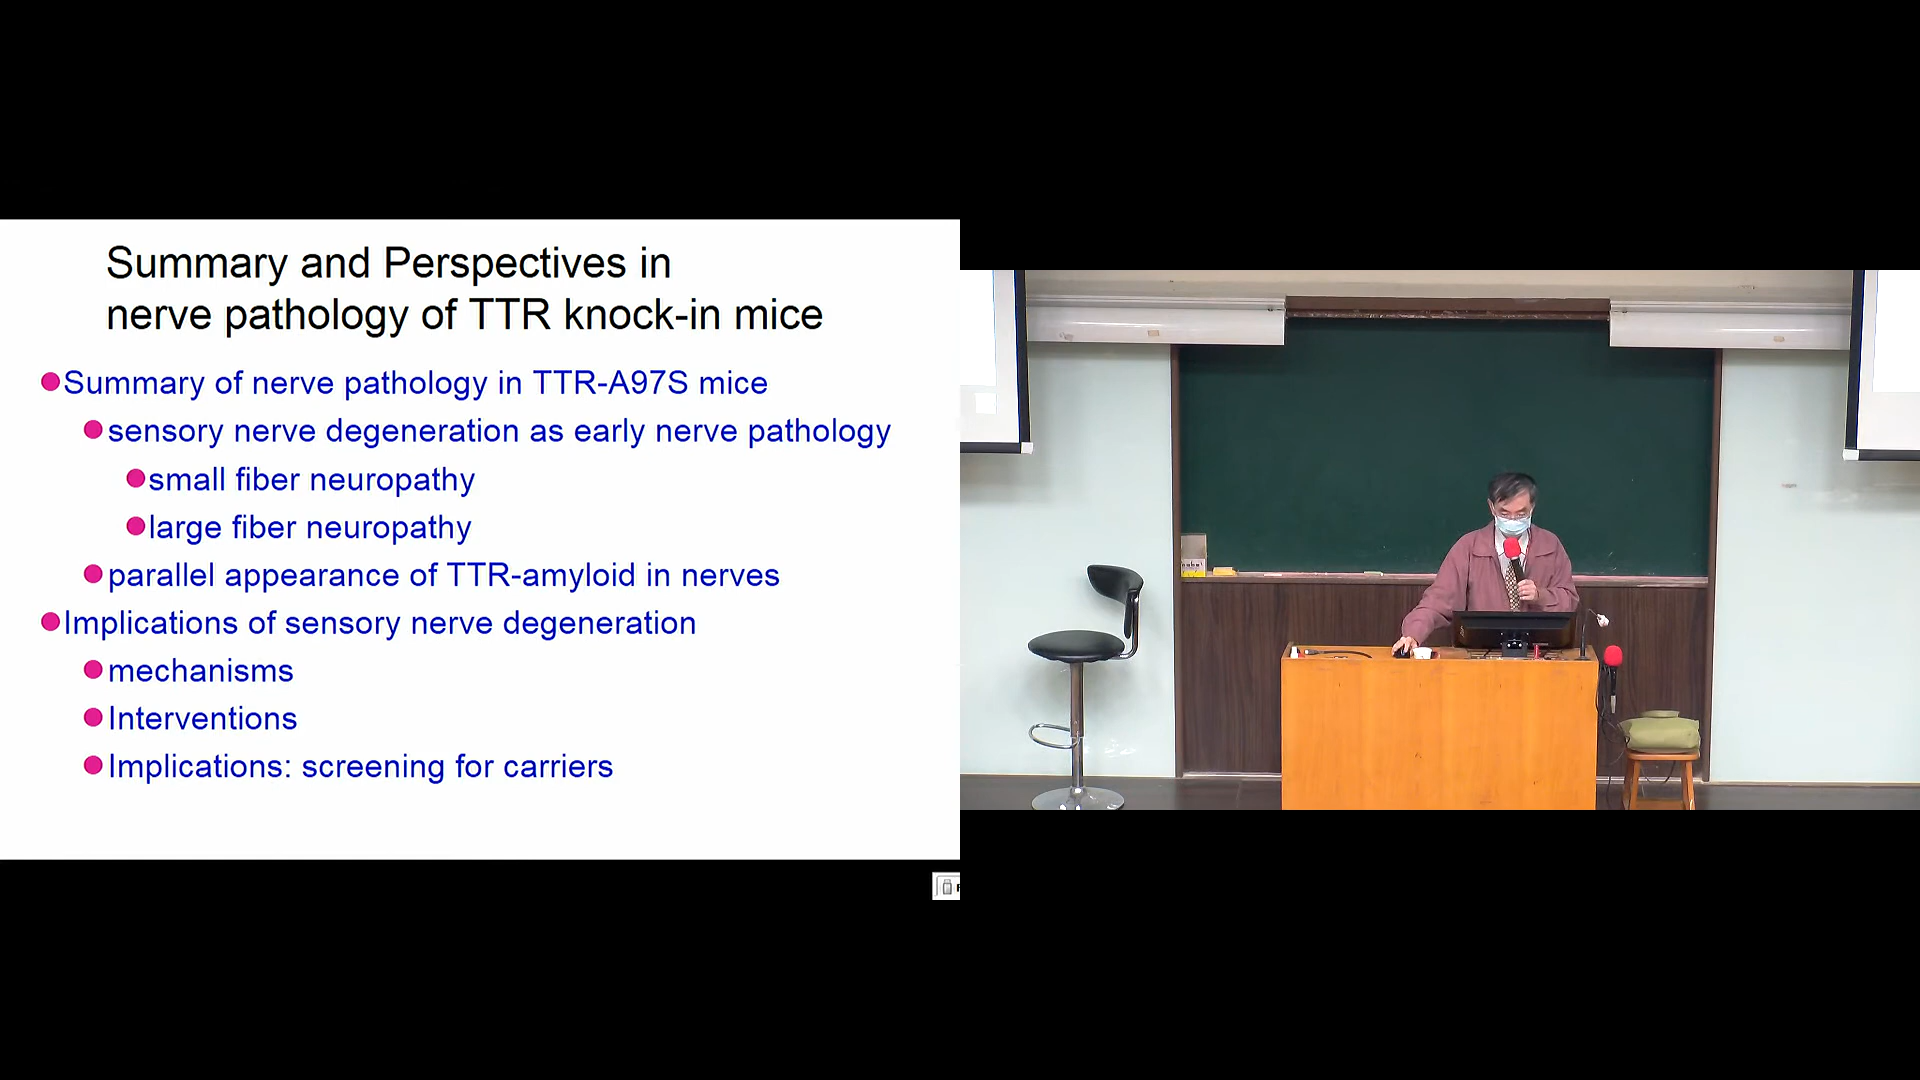 Summary and Perspectives in
nerve pathology of TTR knock-in mice
Summary of nerve pathology in TTR-A97S mice
sensory nerve degeneration as early nerve pathology
small fiber neuropathy
large fiber neuropathy
parallel appearance of TTR-amyloid in nerves
Implications of sensory nerve degeneration
mechanisms
Interventions
Implications: screening for carriers